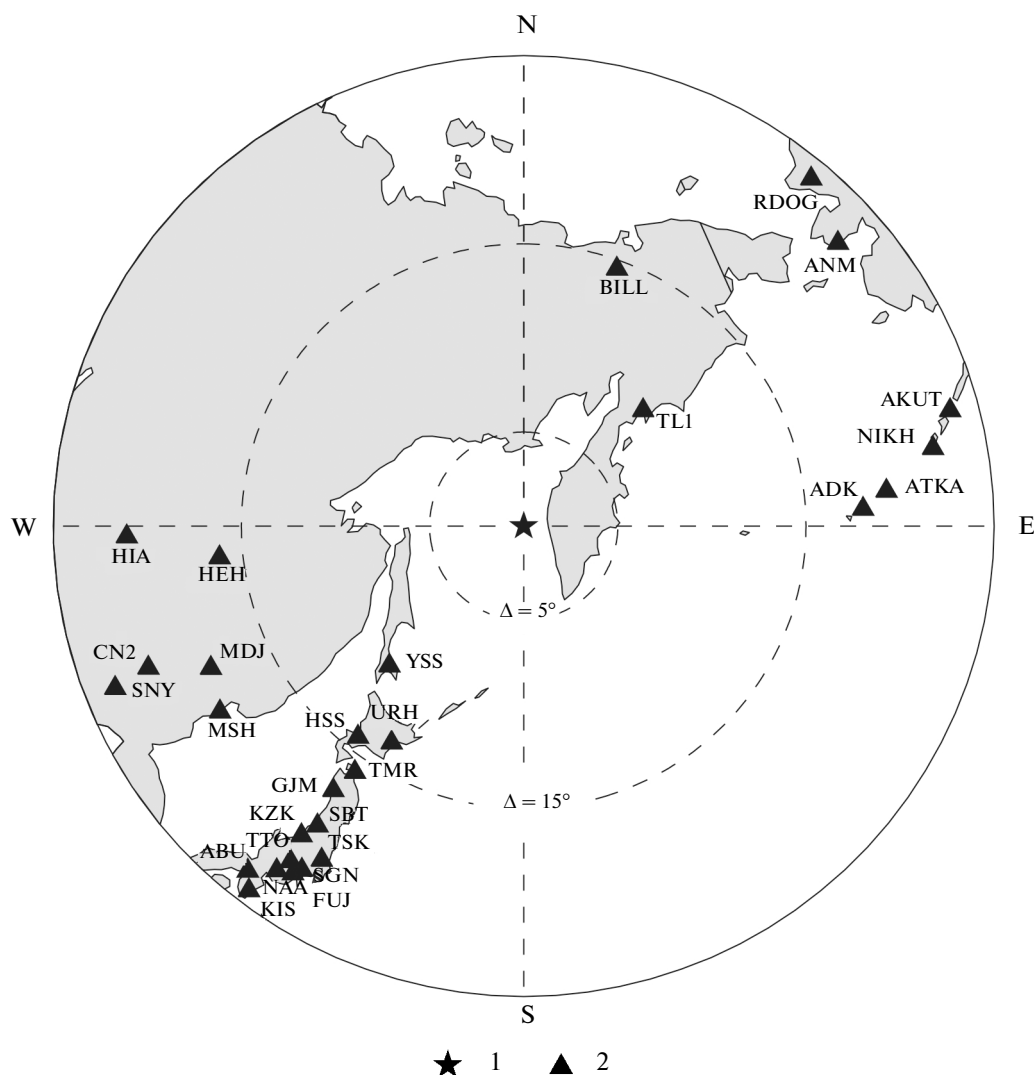 N
RDOG
ANM
BILL
AKUT
TL1
NIKH
ADK
ATKA
W
E
HIA
HEH
Δ = 5°
CN2
MDJ
YSS
SNY
MSH
HSS
URH
TMR
GJM
Δ = 15°
KZK
SBT
TTO
TSK
ABU
SGN
NAA
FUJ
KIS
S
1
2